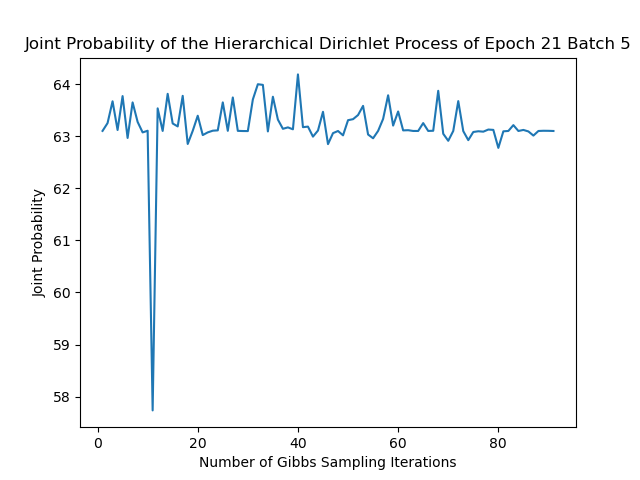 Joint Probability of the Hierarchical Dirichlet Process of Epoch 21 Batch 5
64
63
62
61
60
59
58
Joint Probability
0 20 40 60 80
Number of Gibbs Sampling Iterations